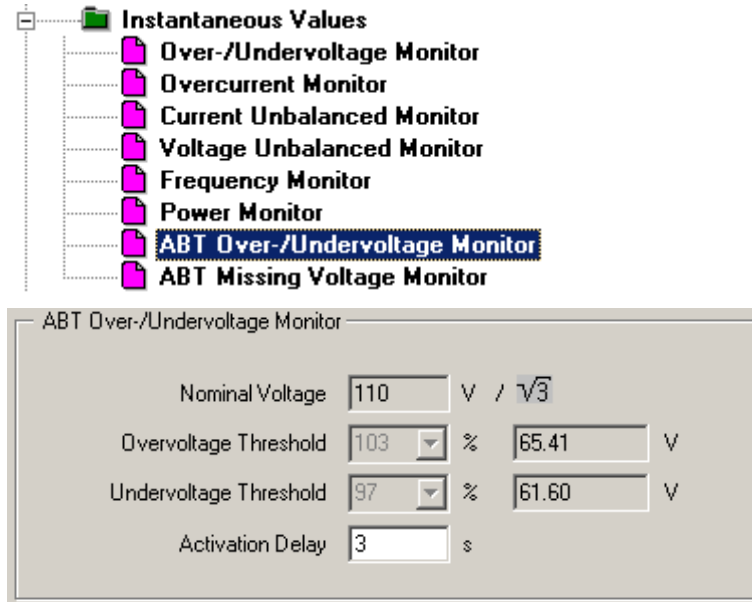 Instantaneous Values
Over-/Undervoltage Monitor
Overcurrent Monitor
Current Unbalanced Monitor
Voltage Unbalanced Monitor
Frequency Monitor
Power Monitor
ABT Over-/Undervoltage Monitor
ABT Missing Voltage Monitor
ABT Over-/Undervoltage Monitor
Nominal Voltage 110 V / √3
Overvoltage Threshold 103 % 65.41 V
Undervoltage Threshold 97 % 61.60 V
Activation Delay 3 s